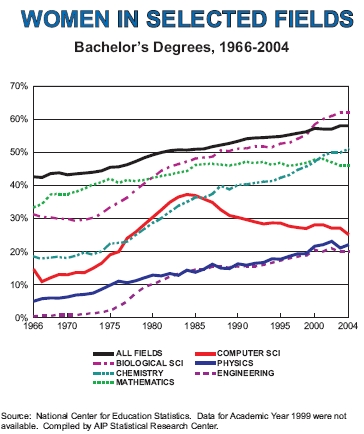 WOMEN IN SELECTED FIELDS
Bachelor's Degrees, 1966-2004
70%
60%
50%
40%
30%
20%
10%
0%
1966 1970 1975 1980 1985 1990 1995 2000 2004
ALL FIELDS COMPUTER SCI
BIOLOGICAL SCI PHYSICS
CHEMISTRY ENGINEERING
MATHEMATICS
Source: National Center for Education Statistics. Data for Academic Year 1999 were not
available. Compiled by AIP Statistical Research Center.